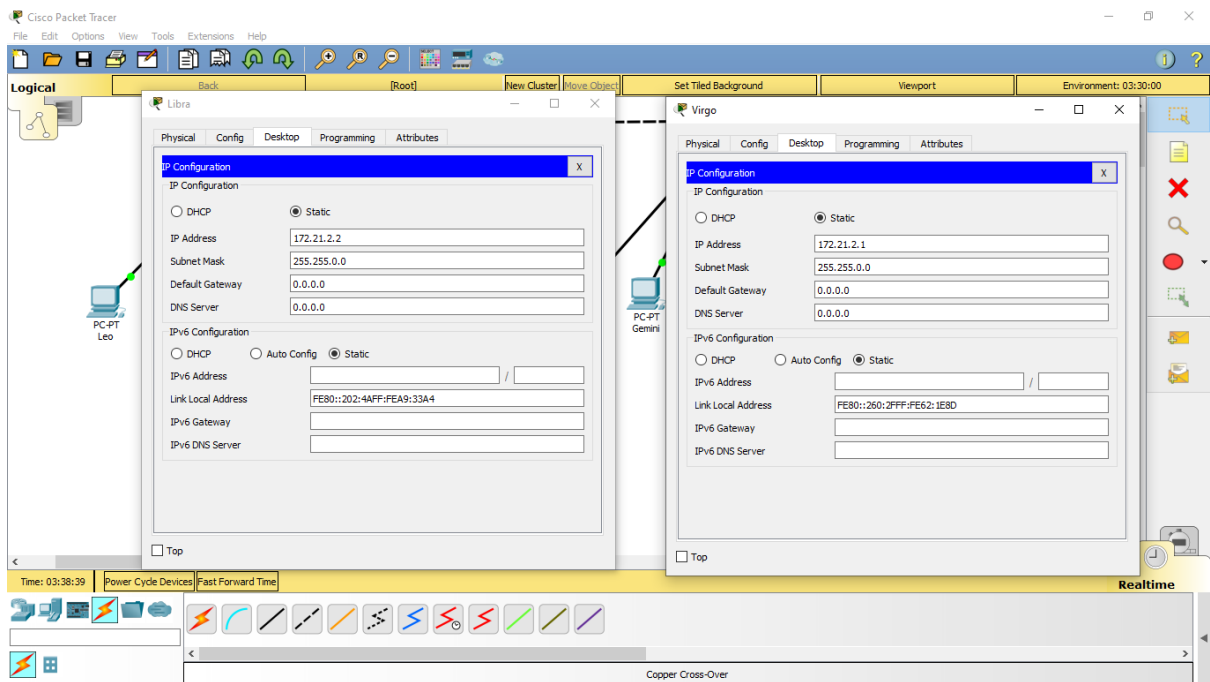 Cisco Packet Tracer
File Edit Options View Tools Extensions Help
Logical Back [Root] New Cluster Move Object Set Tiled Background Viewport Environment: 03:30:00
Libra
Physical Config Desktop Programming Attributes
IP Configuration X
IP Configuration
DHCP Static
IP Address 172.21.2.2
Subnet Mask 255.255.0.0
Default Gateway 0.0.0.0
DNS Server 0.0.0.0
IPv6 Configuration
DHCP Auto Config Static
IPv6 Address /
Link Local Address FE80::202:4AFF:FEA9:33A4
IPv6 Gateway
IPv6 DNS Server
Top
Virgo
Physical Config Desktop Programming Attributes
IP Configuration X
IP Configuration
DHCP Static
IP Address 172.21.2.1
Subnet Mask 255.255.0.0
Default Gateway 0.0.0.0
DNS Server 0.0.0.0
IPv6 Configuration
DHCP Auto Config Static
IPv6 Address /
Link Local Address FE80::260:2FFF:FE62:1E8D
IPv6 Gateway
IPv6 DNS Server
Top
PC-PT
Leo
PC-PT
Gemini
Time: 03:38:39 Power Cycle Devices Fast Forward Time
Realtime
Copper Cross-Over